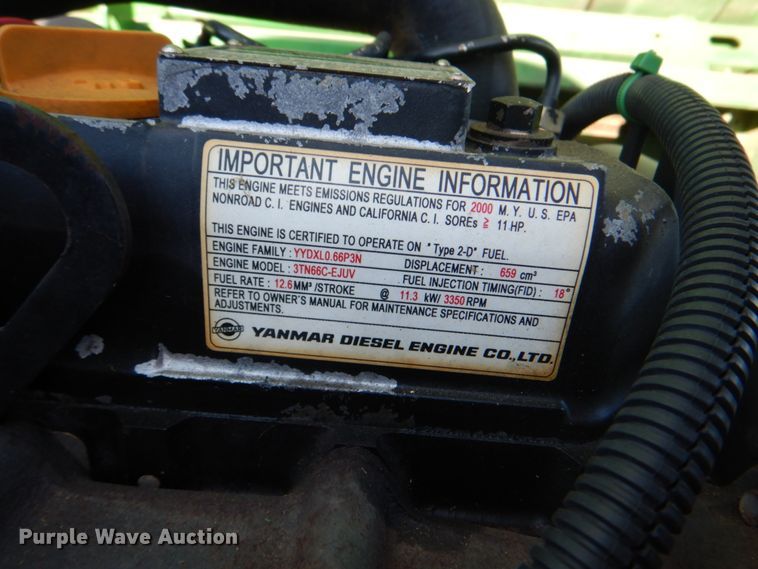 IMPORTANT ENGINE INFORMATION
THIS ENGINE MEETS EMISSIONS REGULATIONS FOR 2000 M.Y. U.S. EPA
NONROAD C.I. ENGINES AND CALIFORNIA C.I. SOREs ≧ 11 HP.
THIS ENGINE IS CERTIFIED TO OPERATE ON "Type 2-D" FUEL.
ENGINE FAMILY : YYDXL0.66P3N DISPLACEMENT : 659 cm³
ENGINE MODEL : 3TN66C-EJUV FUEL INJECTION TIMING(FID) : 18°
FUEL RATE : 12.6 MM³ /STROKE @ 11.3 kW/ 3350 RPM
REFER TO OWNER'S MANUAL FOR MAINTENANCE SPECIFICATIONS AND
ADJUSTMENTS.
YANMAR YANMAR DIESEL ENGINE CO.,LTD.
Purple Wave Auction